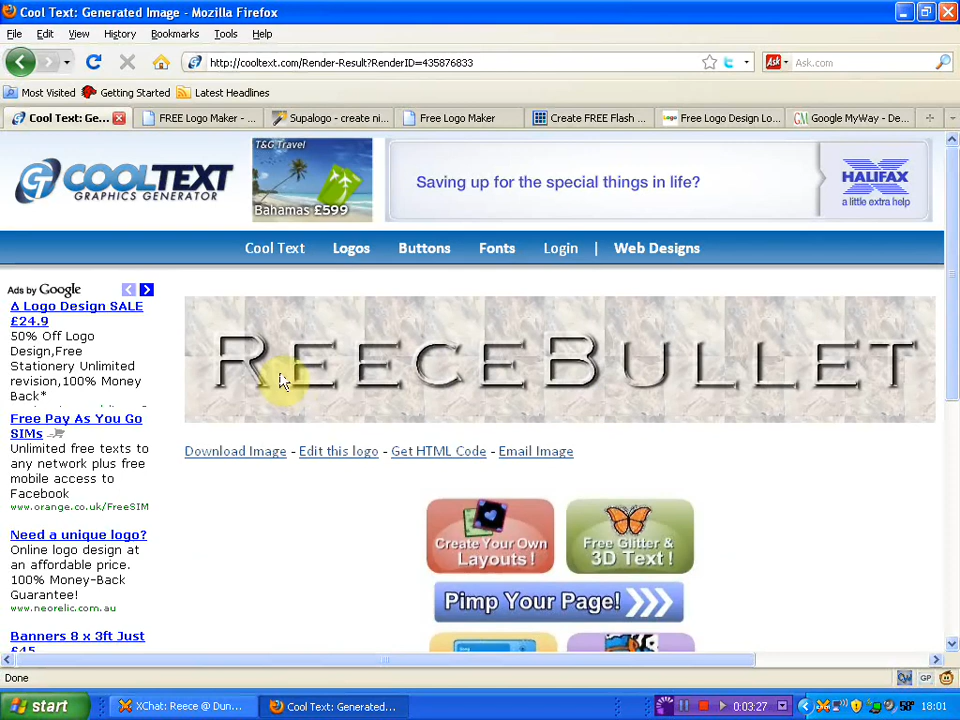 Cool Text: Generated Image - Mozilla Firefox
File Edit View History Bookmarks Tools Help
http://cooltext.com/Render-Result?RenderID=435876833
Ask Ask.com
Most Visited Getting Started Latest Headlines
Cool Text: Ge... FREE Logo Maker - ... Supalogo - create ni... Free Logo Maker Create FREE Flash ... Free Logo Design Lo... Google MyWay - De...
COOLTEXT
GRAPHICS GENERATOR
T&G Travel
Bahamas £599
Saving up for the special things in life?
HALIFAX
a little extra help
Cool Text Logos Buttons Fonts Login | Web Designs
Ads by Google
A Logo Design SALE
£24.9
50% Off Logo
Design,Free
Stationery Unlimited
revision,100% Money
Back*
Free Pay As You Go
SIMs
Unlimited free texts to
any network plus free
mobile access to
Facebook
www.orange.co.uk/FreeSIM
Need a unique logo?
Online logo design at
an affordable price.
100% Money-Back
Guarantee!
www.neorelic.com.au
Banners 8 x 3ft Just
£45
REECEBULLET
Download Image - Edit this logo - Get HTML Code - Email Image
Create Your Own
Layouts!
Free Glitter &
3D Text !
Pimp Your Page!
Done
GP
start XChat: Reece @ Dun... Cool Text: Generated... 0:03:27 58° 18:01